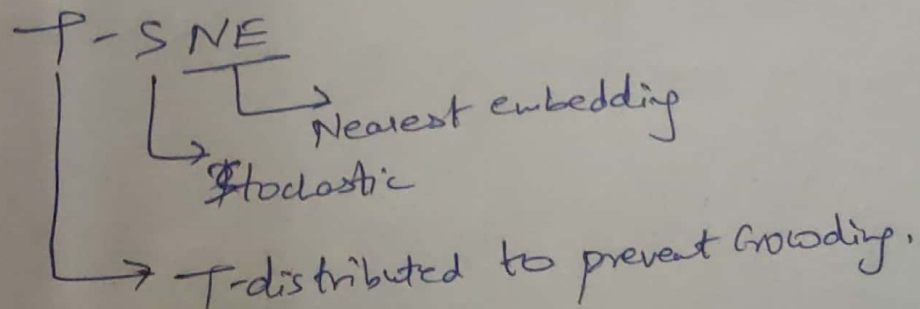 T-SNE
Nearest embedding
Stochastic
T-distributed to prevent Crowding.